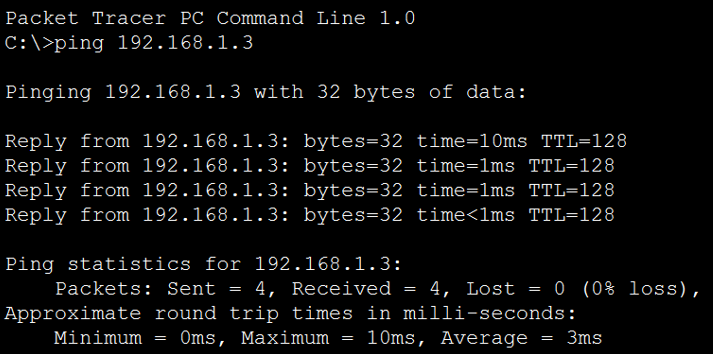 Packet Tracer PC Command Line 1.0
C:\>ping 192.168.1.3
Pinging 192.168.1.3 with 32 bytes of data:
Reply from 192.168.1.3: bytes=32 time=10ms TTL=128
Reply from 192.168.1.3: bytes=32 time=1ms TTL=128
Reply from 192.168.1.3: bytes=32 time=1ms TTL=128
Reply from 192.168.1.3: bytes=32 time<1ms TTL=128
Ping statistics for 192.168.1.3:
    Packets: Sent = 4, Received = 4, Lost = 0 (0% loss),
Approximate round trip times in milli-seconds:
    Minimum = 0ms, Maximum = 10ms, Average = 3ms